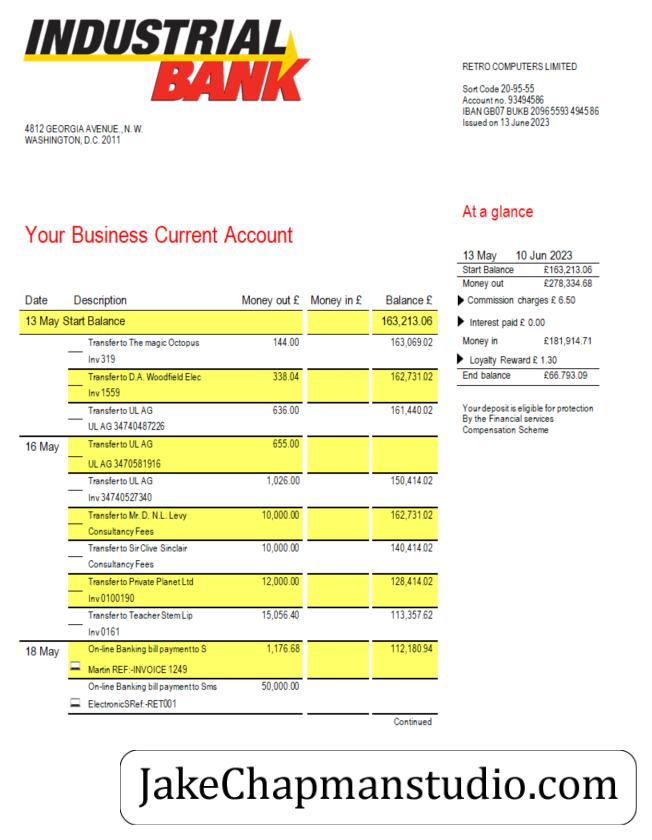 INDUSTRIAL
BANK
4812 GEORGIA AVENUE., N. W.
WASHINGTON, D.C. 2011
RETRO COMPUTERS LIMITED
Sort Code 20-95-55
Account no. 93494586
IBAN GB07 BUKB 2096 5593 494586
Issued on 13 June 2023
At a glance
13 May 10 Jun 2023
Start Balance £163,213.06
Money out £278,334.68
Commission charges £ 6.50
Interest paid £ 0.00
Money in £181,914.71
Loyalty Reward £ 1.30
End balance £66.793.09
Your deposit is eligible for protection
By the Financial services
Compensation Scheme
Your Business Current Account
Date Description Money out £ Money in £ Balance £
13 May Start Balance 163,213.06
Transfer to The magic Octopus 144.00 163,069.02
Inv 319
Transfer to D.A. Woodfield Elec 338.04 162,731.02
Inv 1559
Transfer to UL AG 636.00 161,440.02
UL AG 34740487226
16 May Transfer to UL AG 655.00
UL AG 3470581916
Transfer to UL AG 1,026.00 150,414.02
Inv 34740527340
Transfer to Mr. D. N.L. Levy 10,000.00 162,731.02
Consultancy Fees
Transfer to Sir Clive Sinclair 10,000.00 140,414.02
Consultancy Fees
Transfer to Private Planet Ltd 12,000.00 128,414.02
Inv 0100190
Transfer to Teacher Stem Lip 15,056.40 113,357.62
Inv 0161
18 May On-line Banking bill payment to S 1,176.68 112,180.94
Martin REF:-INVOICE 1249
On-line Banking bill payment to Sms 50,000.00
ElectronicSRef:-RET001
Continued
JakeChapmanstudio.com